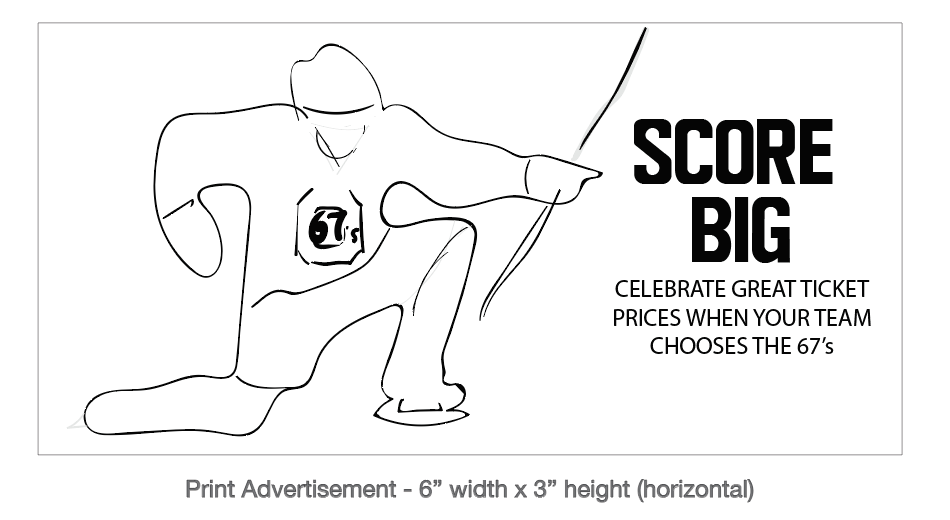 67's
SCORE
BIG
CELEBRATE GREAT TICKET
PRICES WHEN YOUR TEAM
CHOOSES THE 67’s
Print Advertisement - 6” width x 3” height (horizontal)